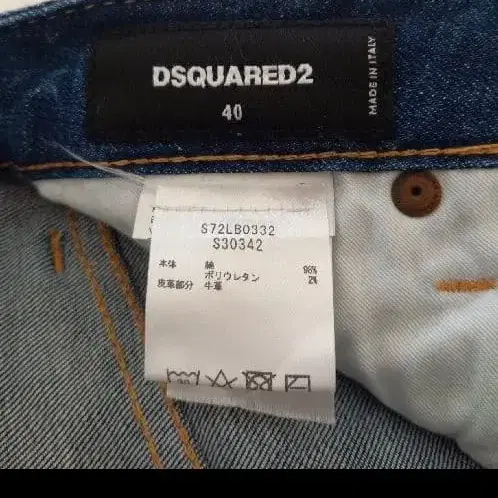 DSQUARED2
40
MADE IN ITALY
S72LB0332
S30342
本体 綿 98%
ポリウレタン 2%
皮革部分 牛革